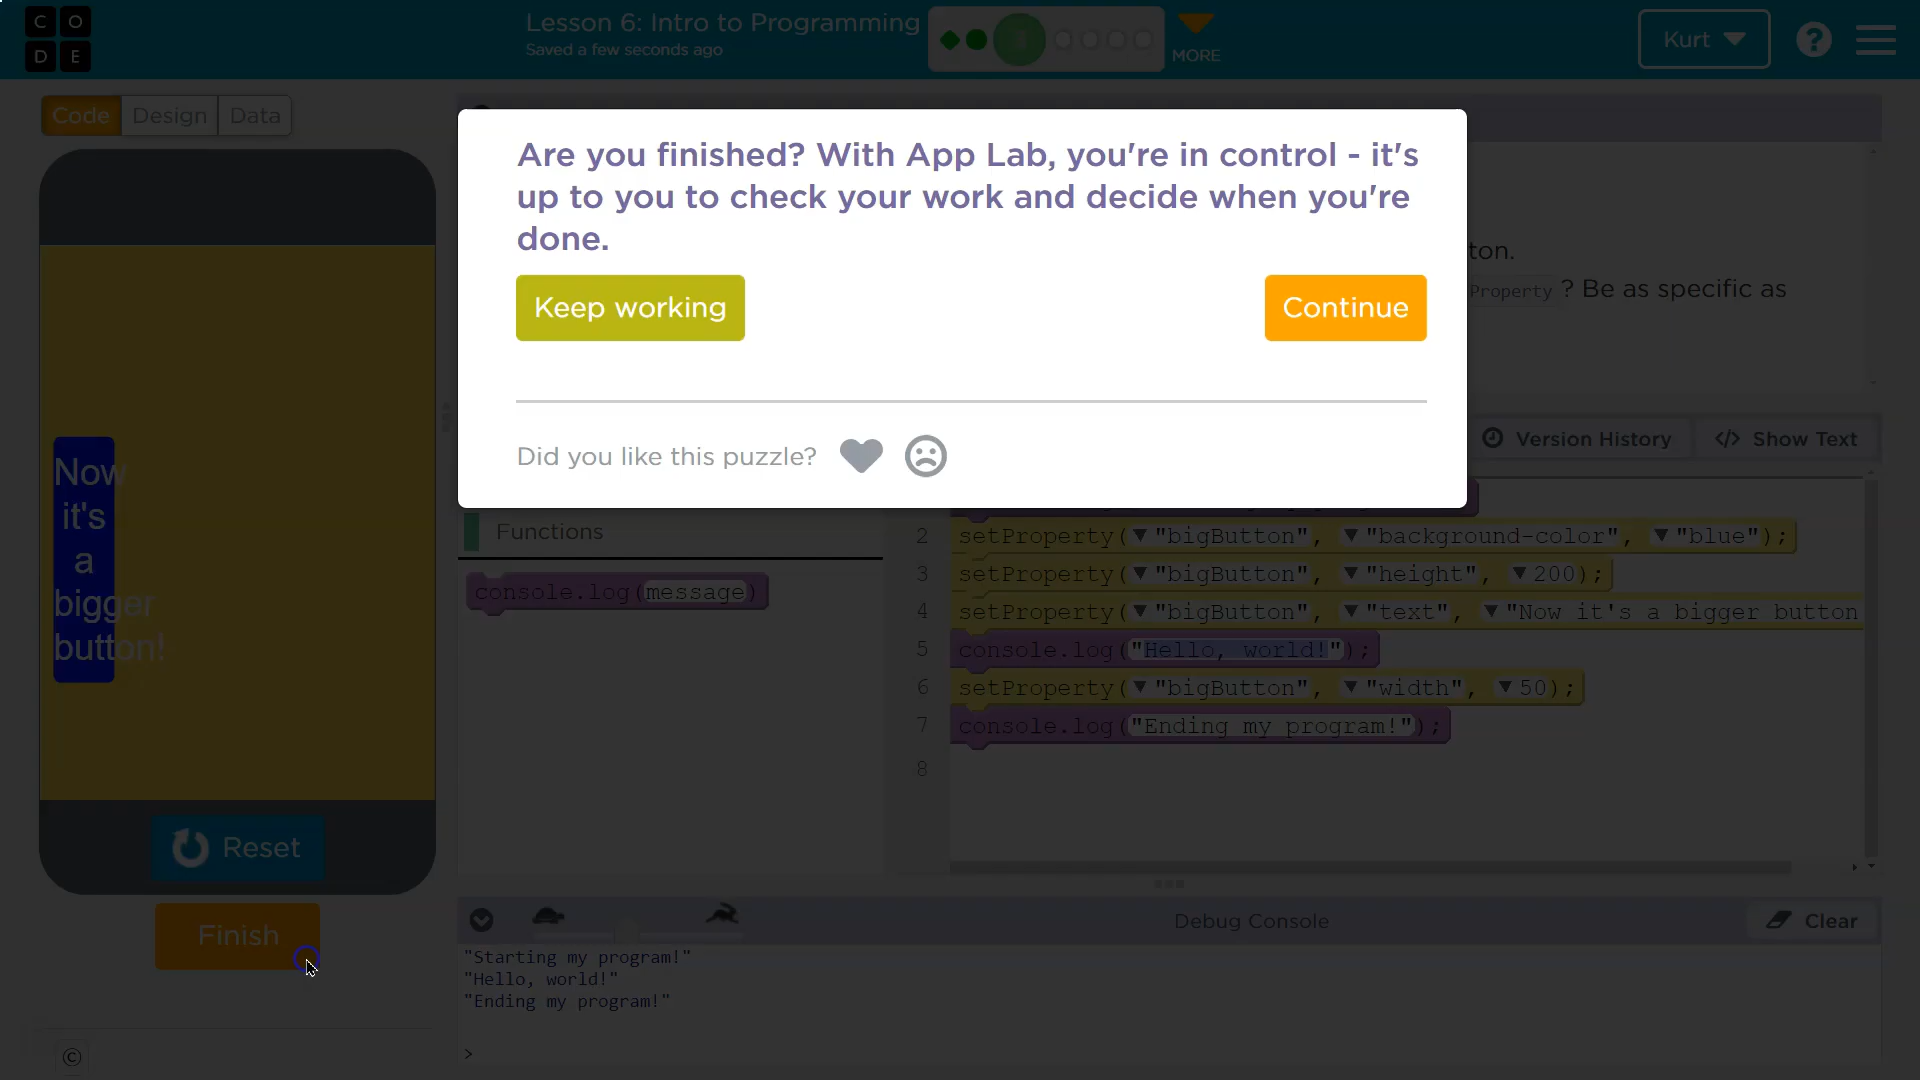 C O
D E
Lesson 6: Intro to Programming
Saved a few seconds ago
MORE
Kurt
?
Code
Design
Data
Are you finished? With App Lab, you're in control - it's
up to you to check your work and decide when you're
done.
Keep working
Continue
Did you like this puzzle?
ton.
Property ? Be as specific as
Version History
</> Show Text
Functions
console.log(message)
2 setProperty(▼"bigButton", ▼"background-color", ▼"blue");
3 setProperty(▼"bigButton", ▼"height", ▼200);
4 setProperty(▼"bigButton", ▼"text", ▼"Now it's a bigger button
5 console.log("Hello, world!");
6 setProperty(▼"bigButton", ▼"width", ▼50);
7 console.log("Ending my program!");
8
Now
it's
a
bigger
button!
Reset
Finish
Debug Console
Clear
"Starting my program!"
"Hello, world!"
"Ending my program!"
>
©